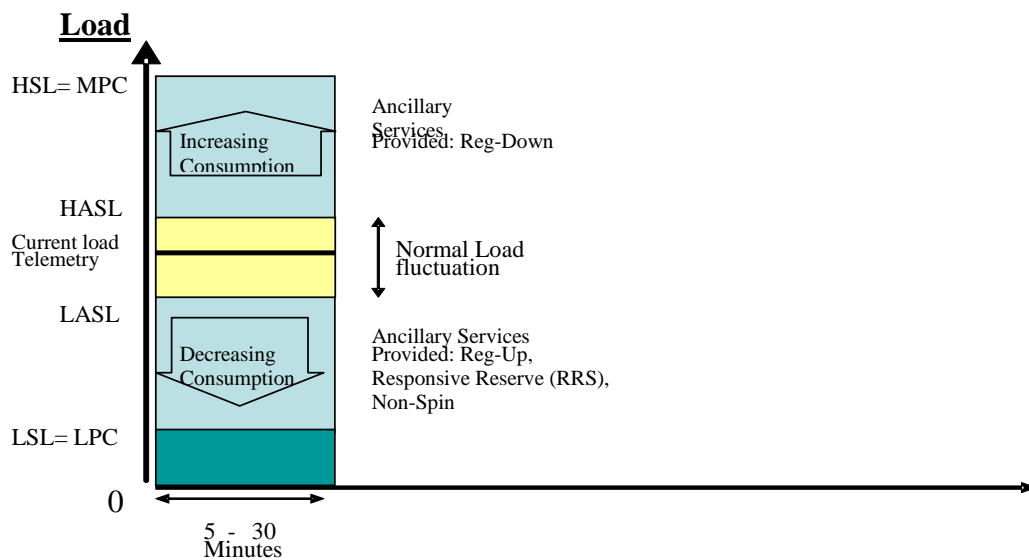 Load
HSL= MPC
Ancillary
Services
Provided: Reg-Down
Increasing
Consumption
HASL
Current load
Telemetry
Normal Load
fluctuation
LASL
Ancillary Services
Provided: Reg-Up,
Responsive Reserve (RRS),
Non-Spin
Decreasing
Consumption
LSL= LPC
0
5 - 30
Minutes